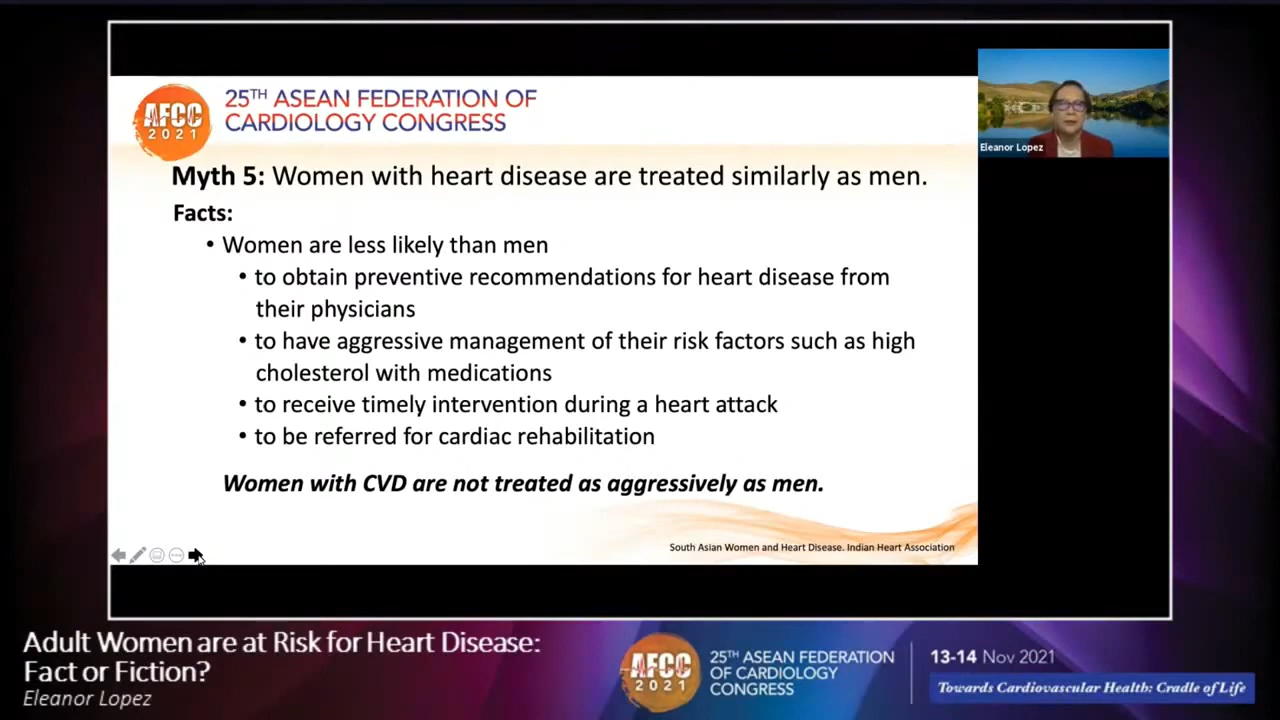 AFCC
2021
25TH ASEAN FEDERATION OF
CARDIOLOGY CONGRESS
Eleanor Lopez
Myth 5: Women with heart disease are treated similarly as men.
Facts:
• Women are less likely than men
• to obtain preventive recommendations for heart disease from
their physicians
• to have aggressive management of their risk factors such as high
cholesterol with medications
• to receive timely intervention during a heart attack
• to be referred for cardiac rehabilitation
Women with CVD are not treated as aggressively as men.
South Asian Women and Heart Disease. Indian Heart Association
Adult Women are at Risk for Heart Disease:
Fact or Fiction?
Eleanor Lopez
AFCC
2021
25TH ASEAN FEDERATION
OF CARDIOLOGY
CONGRESS
13-14 Nov 2021
Towards Cardiovascular Health: Cradle of Life